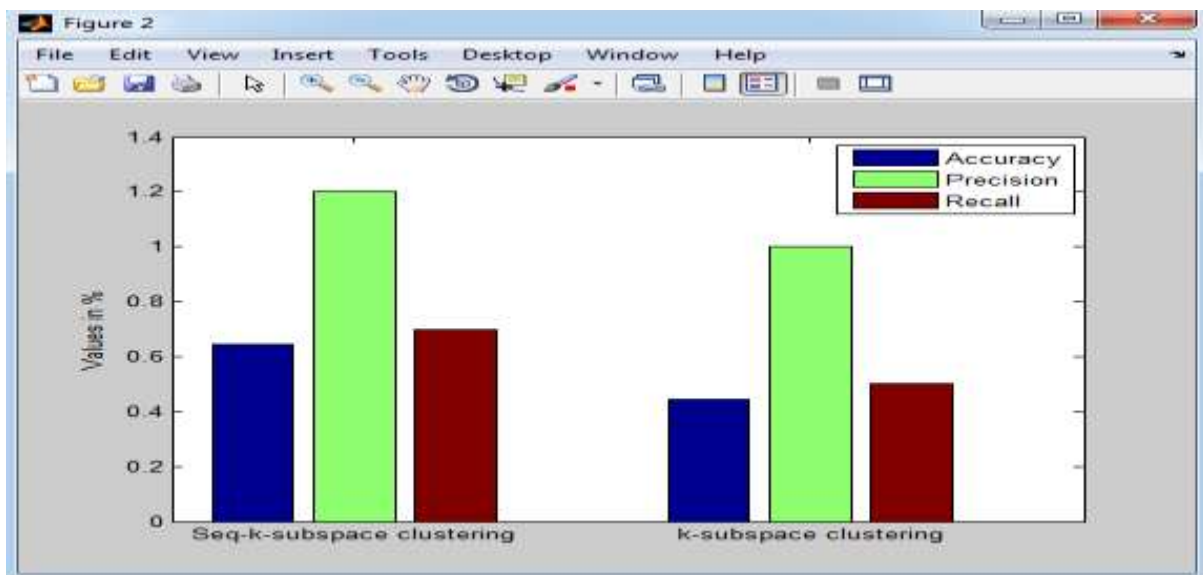 Figure 2
File Edit View Insert Tools Desktop Window Help
1.4
1.2
1
0.8
0.6
0.4
0.2
0
Values in %
Accuracy
Precision
Recall
Seq-k-subspace clustering
k-subspace clustering